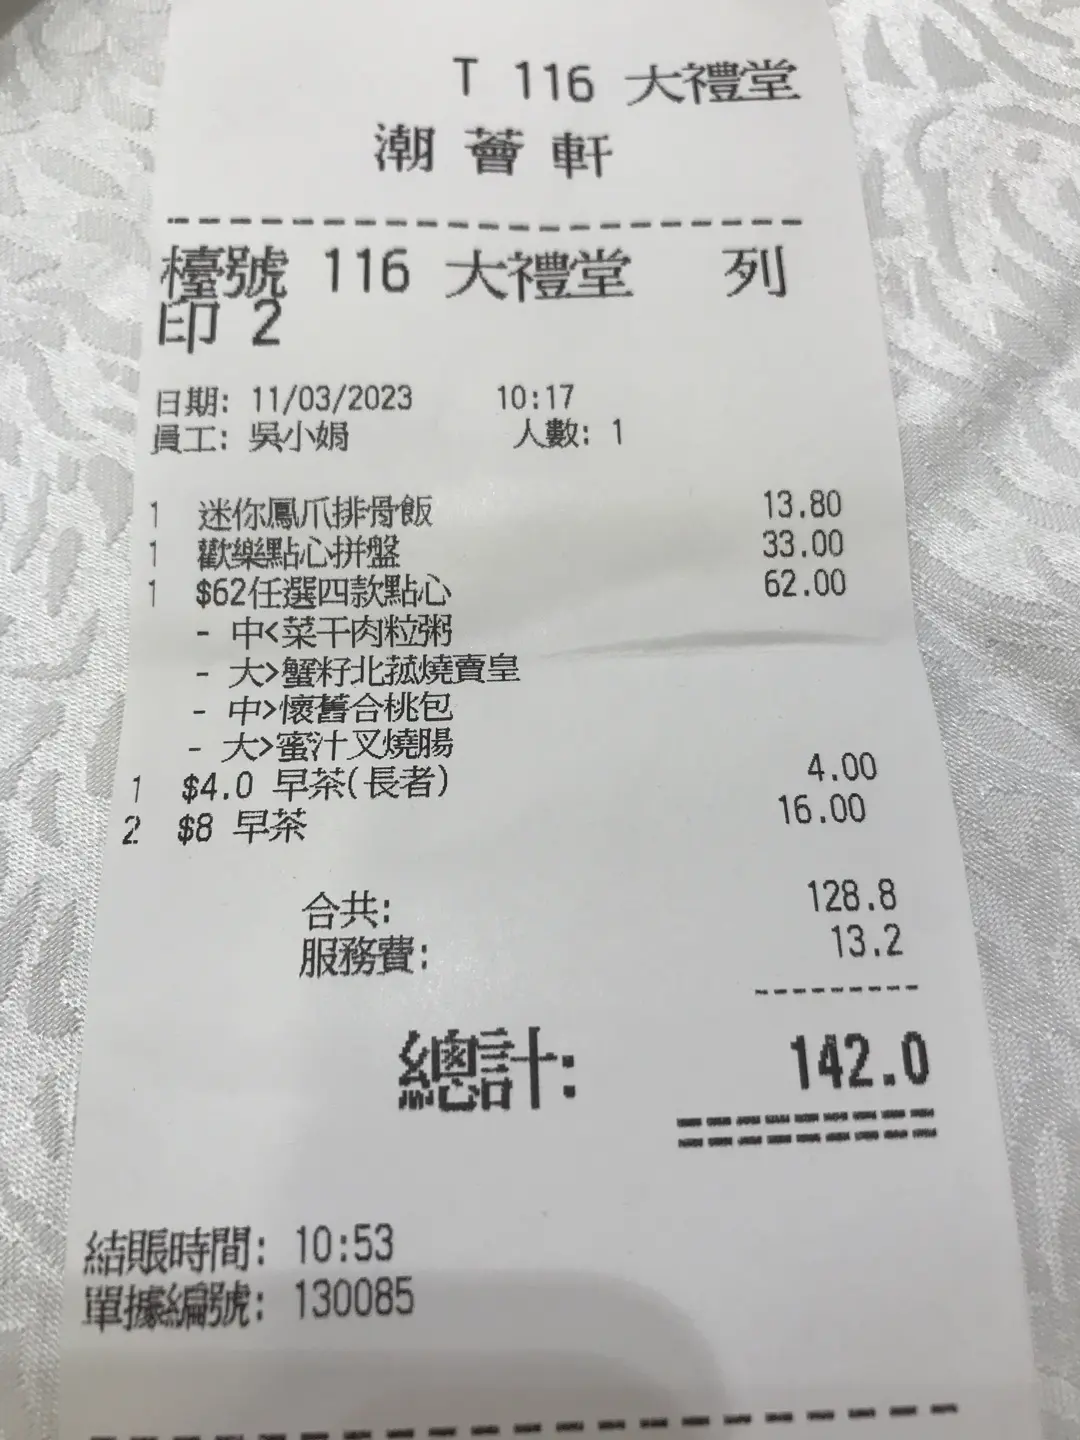 T 116 大禮堂
潮薈軒
檯號 116 大禮堂 列
印 2
日期: 11/03/2023 10:17
員工: 吳小娟 人數: 1
1 迷你鳳爪排骨飯 13.80
1 歡樂點心拼盤 33.00
1 $62任選四款點心 62.00
- 中<菜干肉粒粥
- 大>蟹籽北菰燒賣皇
- 中>懷舊合桃包
- 大>蜜汁叉燒腸
1 $4.0 早茶(長者) 4.00
2 $8 早茶 16.00
合共: 128.8
服務費: 13.2
總計: 142.0
結賬時間: 10:53
單據編號: 130085